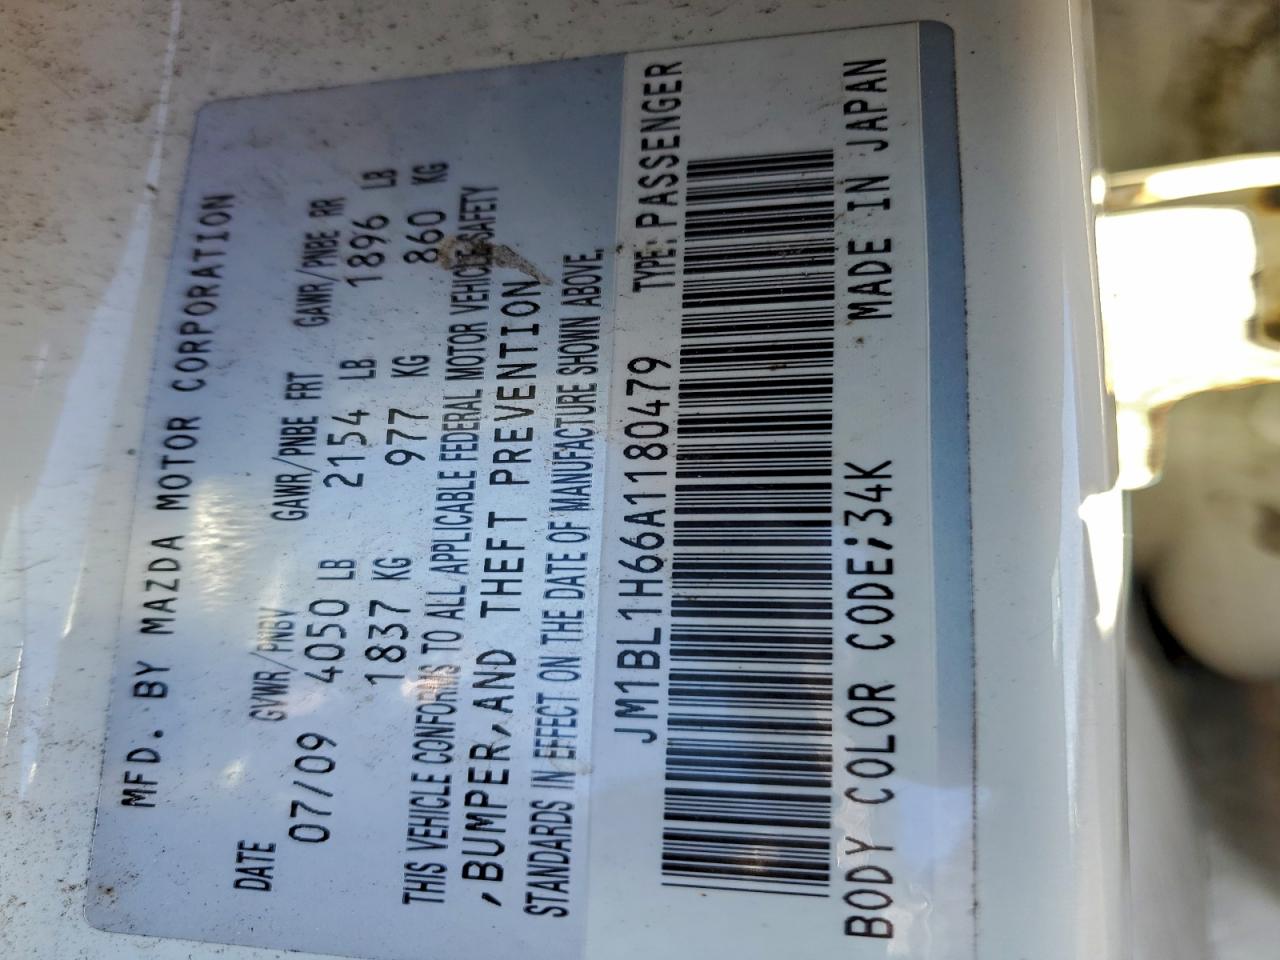 MFD. BY MAZDA MOTOR CORPORATION
DATE GVWR/PNBV GAWR/PNBE FRT GAWR/PNBE RR
07/09 4050 LB 2154 LB 1896 LB
1837 KG 977 KG 860 KG
THIS VEHICLE CONFORMS TO ALL APPLICABLE FEDERAL MOTOR VEHICLE SAFETY
,BUMPER,AND THEFT PREVENTION
STANDARDS IN EFFECT ON THE DATE OF MANUFACTURE SHOWN ABOVE.
JM1BL1H66A1180479 TYPE:PASSENGER
BODY COLOR CODE;34K MADE IN JAPAN